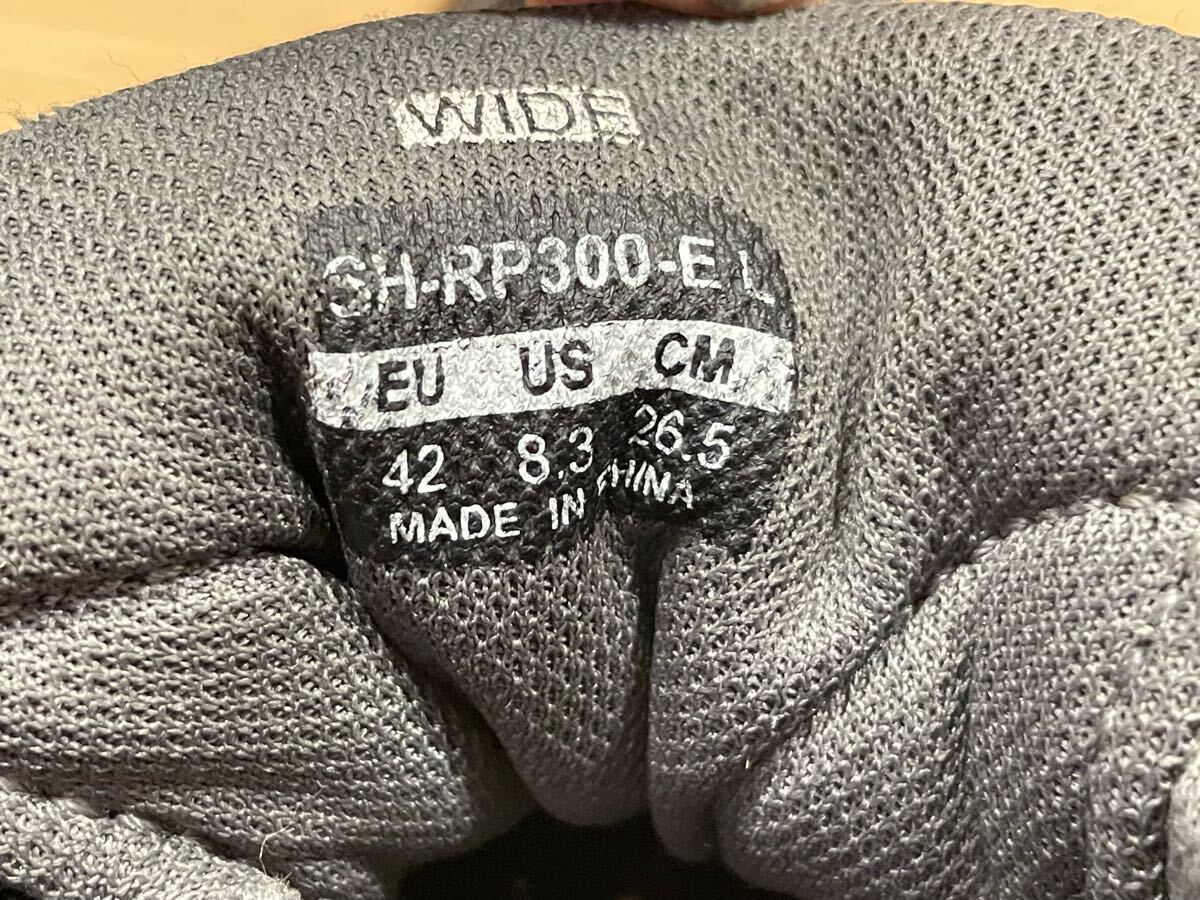 WIDE
SH-RP300-E L
EU US CM
42 8.3 26.5
MADE IN CHINA